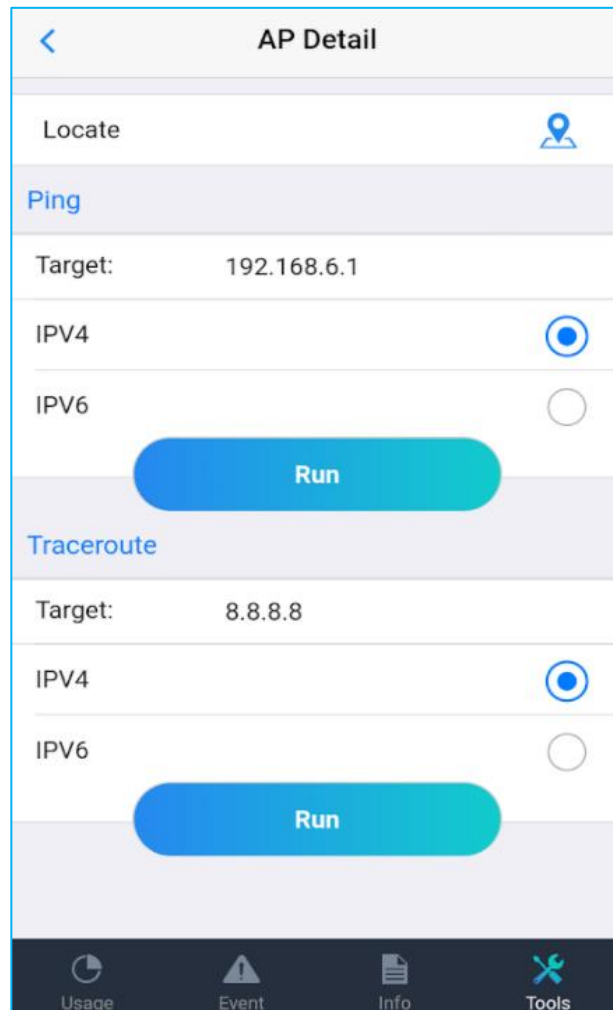 AP Detail
Locate
Ping
Target: 192.168.6.1
IPV4
IPV6
Run
Traceroute
Target: 8.8.8.8
IPV4
IPV6
Run
Usage Event Info Tools